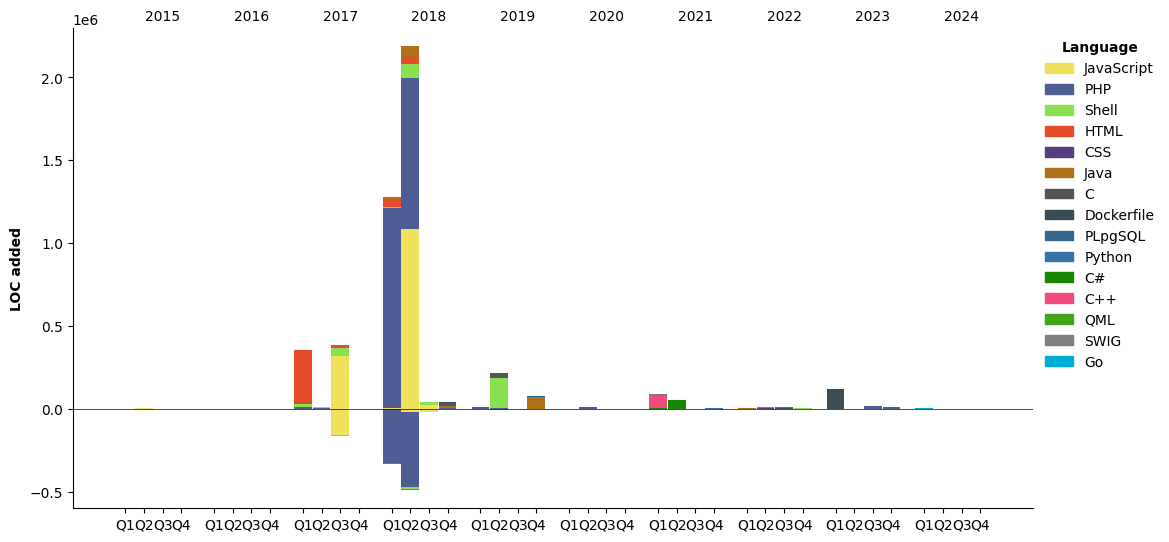 2015 2016 2017 2018 2019 2020 2021 2022 2023 2024
1e6
2.0
1.5
1.0
0.5
0.0
−0.5
LOC added
Q1Q2Q3Q4 Q1Q2Q3Q4 Q1Q2Q3Q4 Q1Q2Q3Q4 Q1Q2Q3Q4 Q1Q2Q3Q4 Q1Q2Q3Q4 Q1Q2Q3Q4 Q1Q2Q3Q4 Q1Q2Q3Q4
Language
JavaScript
PHP
Shell
HTML
CSS
Java
C
Dockerfile
PLpgSQL
Python
C#
C++
QML
SWIG
Go